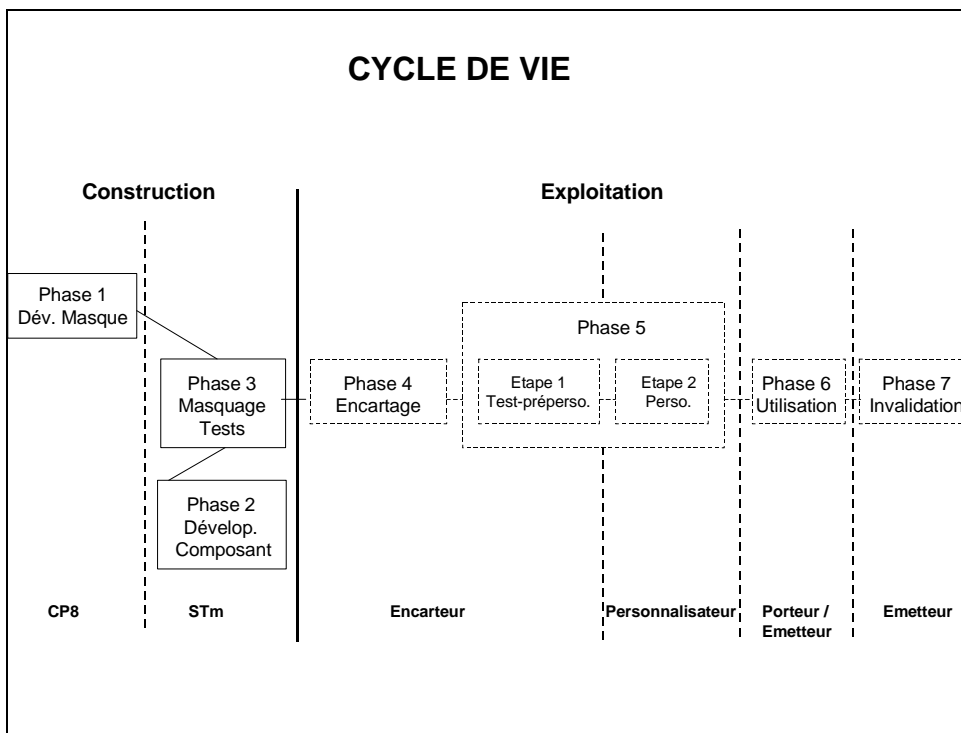 CYCLE DE VIE
Construction
Exploitation
Phase 1
Dév. Masque
Phase 3
Masquage
Tests
Phase 2
Dévelop.
Composant
Phase 4
Encartage
Phase 5
Etape 1
Test-préperso.
Etape 2
Perso.
Phase 6
Utilisation
Phase 7
Invalidation
CP8
STm
Encarteur
Personnalisateur
Porteur /
Emetteur
Emetteur